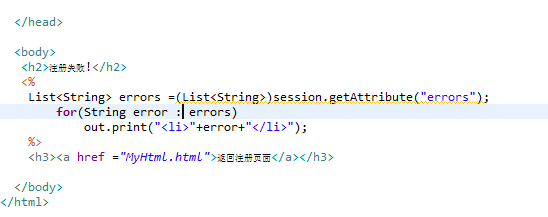 </head>
<body>
<h2>注册失败!</h2>
<%
List<String> errors =(List<String>)session.getAttribute("errors");
for(String error : errors)
out.print("<li>"+error+"</li>");
%>
<h3><a href ="MyHtml.html">返回注册页面</a></h3>
</body>
</html>